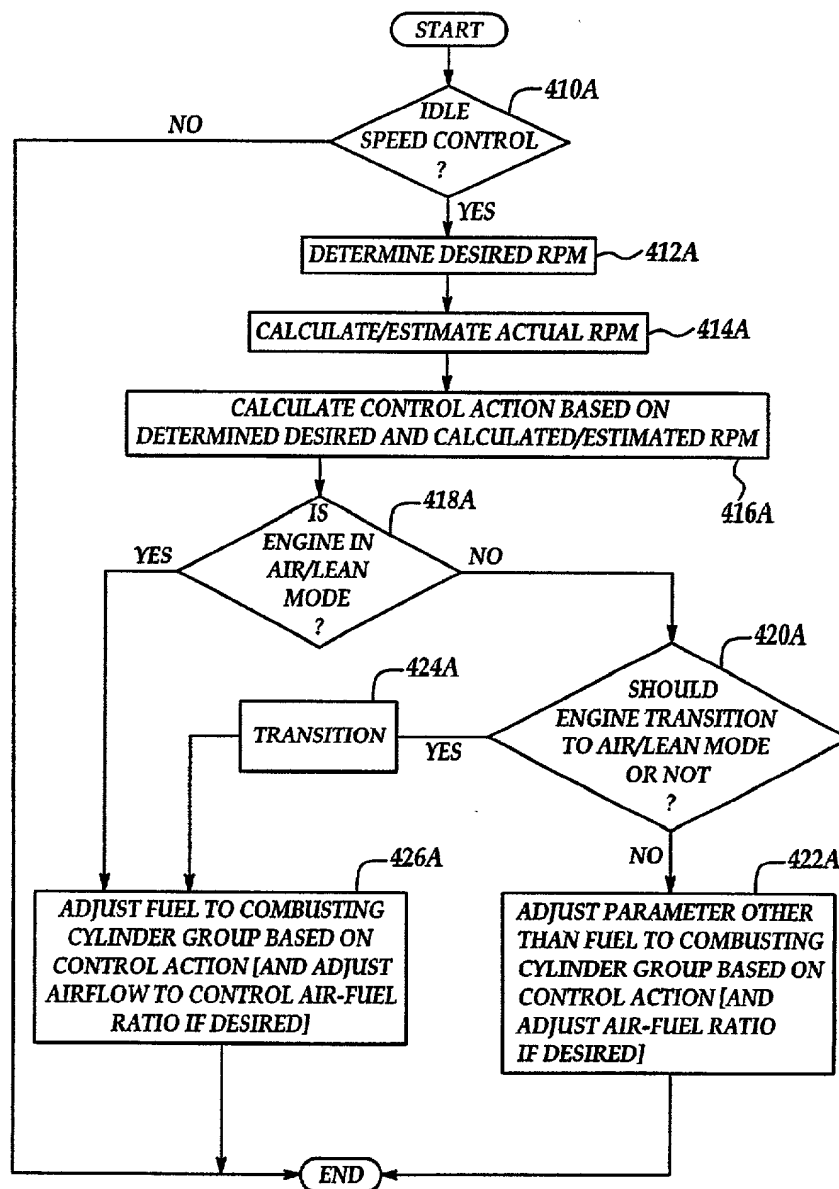 START
410A
IDLE
SPEED CONTROL
?
NO
YES
DETERMINE DESIRED RPM
412A
CALCULATE/ESTIMATE ACTUAL RPM
414A
CALCULATE CONTROL ACTION BASED ON
DETERMINED DESIRED AND CALCULATED/ESTIMATED RPM
416A
418A
IS
ENGINE IN
AIR/LEAN
MODE
?
YES
NO
420A
SHOULD
ENGINE TRANSITION
TO AIR/LEAN MODE
OR NOT
?
424A
TRANSITION
YES
NO
426A
ADJUST FUEL TO COMBUSTING
CYLINDER GROUP BASED ON
CONTROL ACTION [AND ADJUST
AIRFLOW TO CONTROL AIR-FUEL
RATIO IF DESIRED]
422A
ADJUST PARAMETER OTHER
THAN FUEL TO COMBUSTING
CYLINDER GROUP BASED ON
CONTROL ACTION [AND
ADJUST AIR-FUEL RATIO
IF DESIRED]
END